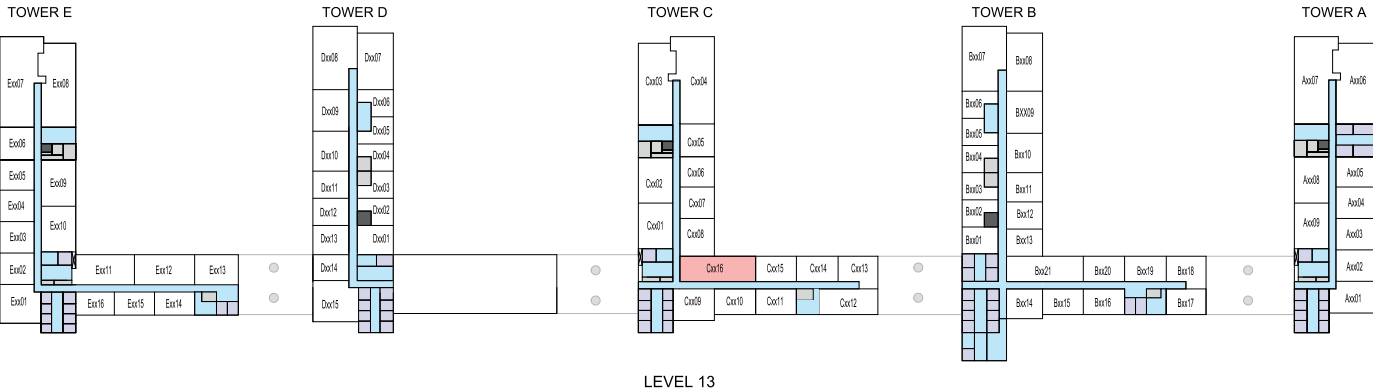 TOWER E
TOWER D
TOWER C
TOWER B
TOWER A
Exx07
Exx08
Exx06
Exx05
Exx09
Exx04
Exx03
Exx10
Exx02
Exx11
Exx12
Exx13
Exx01
Exx16
Exx15
Exx14
Dxx08
Dxx07
Dxx09
Dxx06
Dxx05
Dxx10
Dxx04
Dxx11
Dxx03
Dxx12
Dxx02
Dxx13
Dxx01
Dxx14
Dxx15
Cxx03
Cxx04
Cxx05
Cxx02
Cxx06
Cxx07
Cxx01
Cxx08
Cxx16
Cxx15
Cxx14
Cxx13
Cxx09
Cxx10
Cxx11
Cxx12
Bxx07
Bxx08
Bxx06
BXX09
Bxx05
Bxx04
Bxx10
Bxx03
Bxx11
Bxx02
Bxx12
Bxx01
Bxx13
Bxx21
Bxx20
Bxx19
Bxx18
Bxx14
Bxx15
Bxx16
Bxx17
Axx07
Axx06
Axx08
Axx05
Axx04
Axx09
Axx03
Axx02
Axx01
LEVEL 13